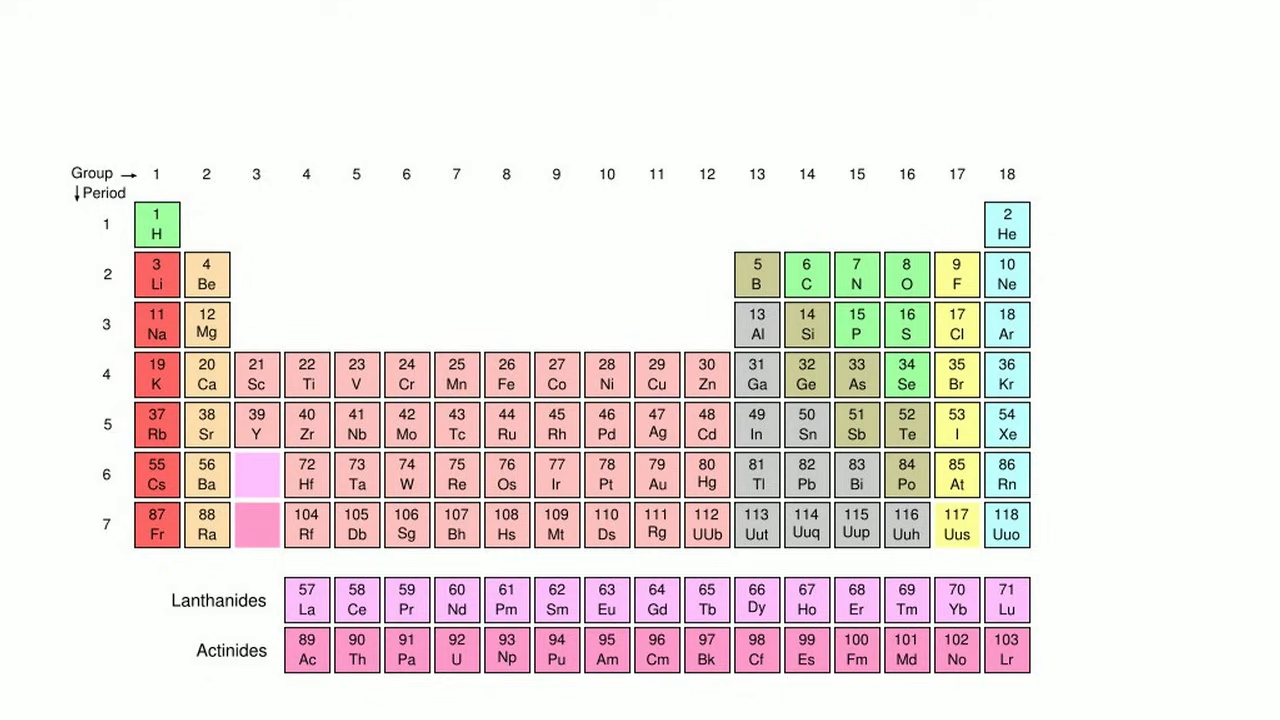 Group → 1 2 3 4 5 6 7 8 9 10 11 12 13 14 15 16 17 18
↓ Period
1 1 2
H He
2 3 4 5 6 7 8 9 10
Li Be B C N O F Ne
3 11 12 13 14 15 16 17 18
Na Mg Al Si P S Cl Ar
4 19 20 21 22 23 24 25 26 27 28 29 30 31 32 33 34 35 36
K Ca Sc Ti V Cr Mn Fe Co Ni Cu Zn Ga Ge As Se Br Kr
5 37 38 39 40 41 42 43 44 45 46 47 48 49 50 51 52 53 54
Rb Sr Y Zr Nb Mo Tc Ru Rh Pd Ag Cd In Sn Sb Te I Xe
6 55 56 72 73 74 75 76 77 78 79 80 81 82 83 84 85 86
Cs Ba Hf Ta W Re Os Ir Pt Au Hg Tl Pb Bi Po At Rn
7 87 88 104 105 106 107 108 109 110 111 112 113 114 115 116 117 118
Fr Ra Rf Db Sg Bh Hs Mt Ds Rg UUb Uut Uuq Uup Uuh Uus Uuo
Lanthanides 57 58 59 60 61 62 63 64 65 66 67 68 69 70 71
La Ce Pr Nd Pm Sm Eu Gd Tb Dy Ho Er Tm Yb Lu
Actinides 89 90 91 92 93 94 95 96 97 98 99 100 101 102 103
Ac Th Pa U Np Pu Am Cm Bk Cf Es Fm Md No Lr